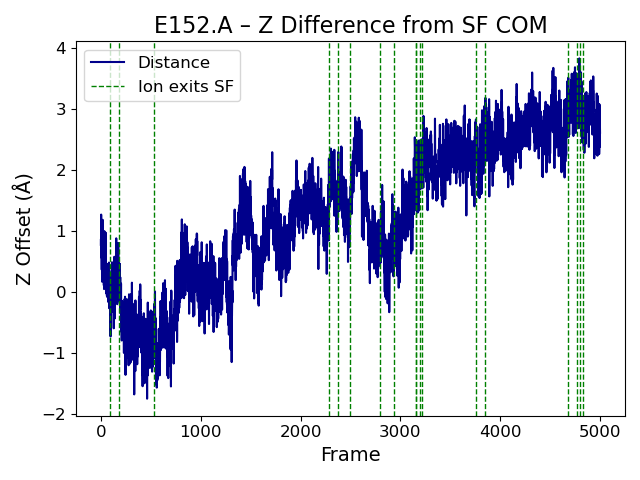 E152.A – Z Difference from SF COM
Distance
Ion exits SF
Z Offset (Å)
4
3
2
1
0
−1
−2
0
1000
2000
3000
4000
5000
Frame